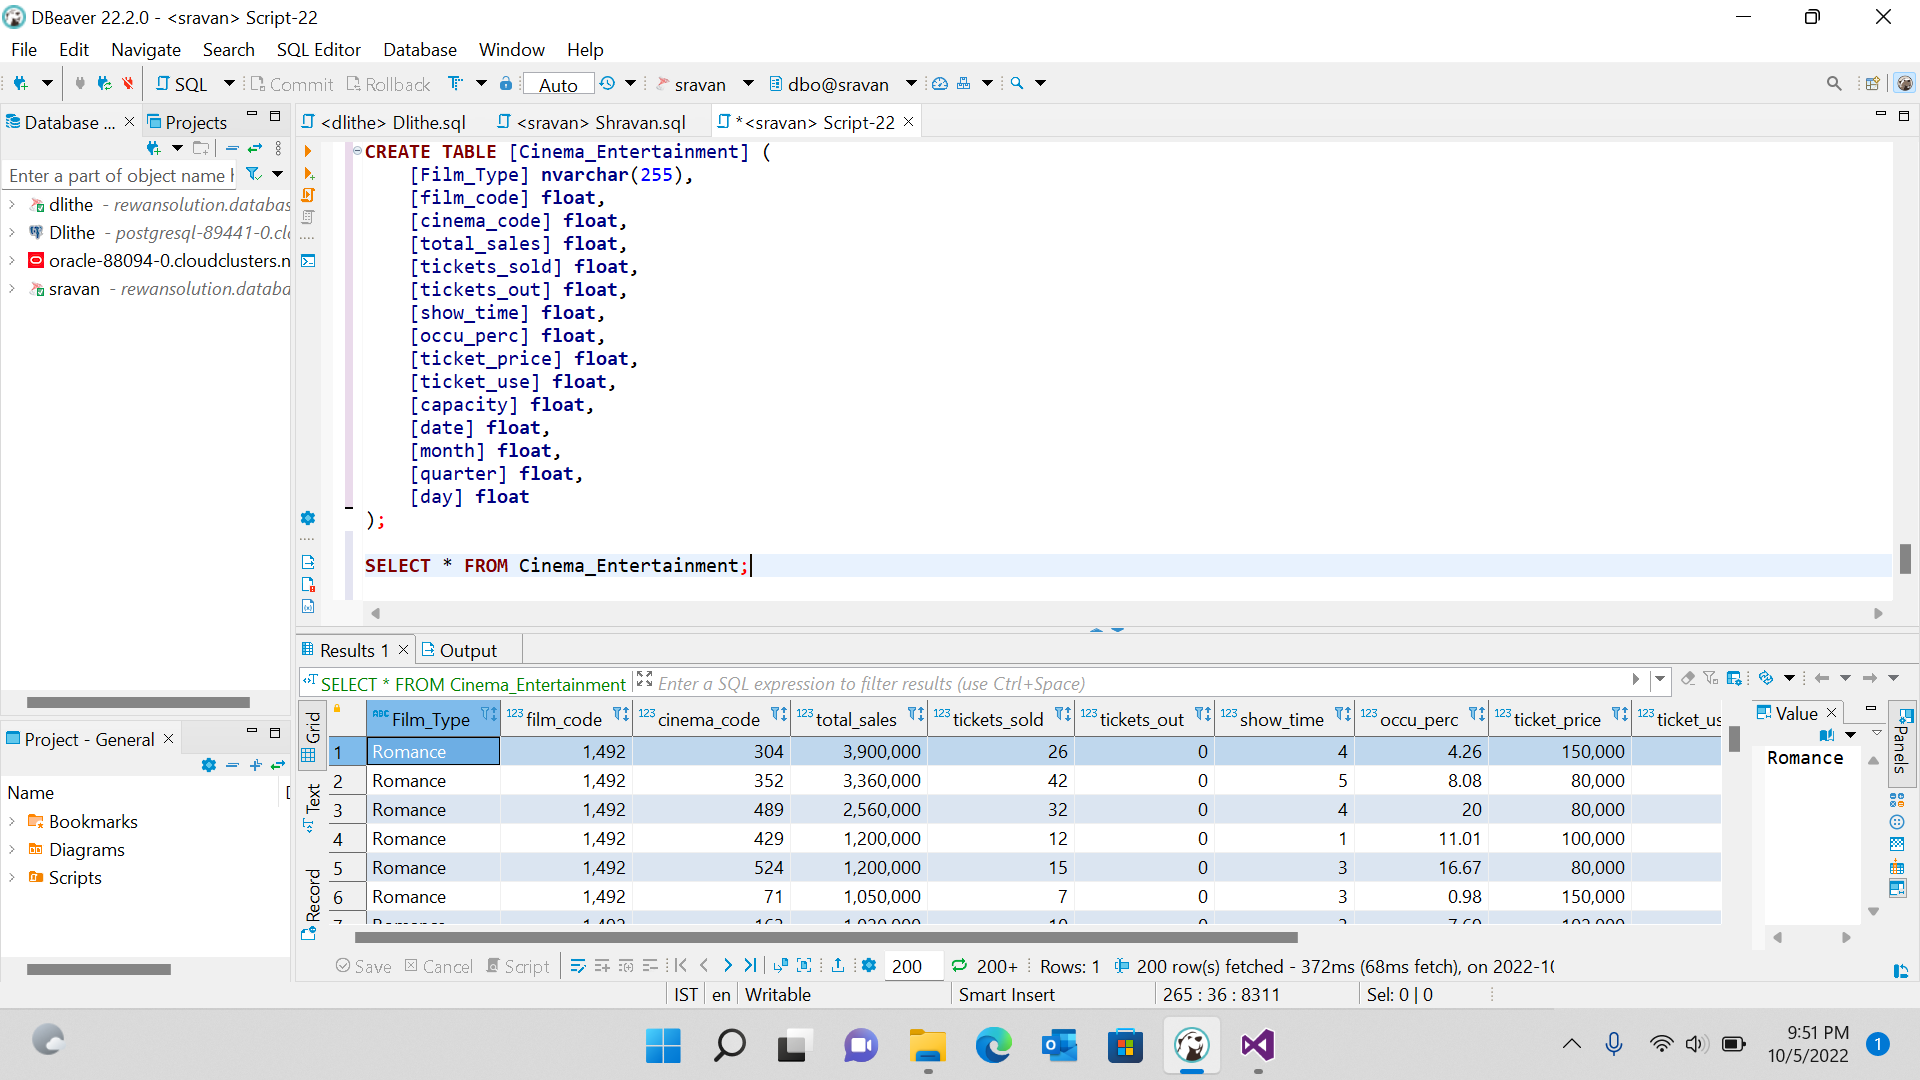 DBeaver 22.2.0 - <sravan> Script-22
File Edit Navigate Search SQL Editor Database Window Help
SQL Commit Rollback Auto sravan dbo@sravan
Database ... Projects <dlithe> Dlithe.sql <sravan> Shravan.sql *<sravan> Script-22
Enter a part of object name h
dlithe - rewansolution.databas
Dlithe - postgresql-89441-0.clo
oracle-88094-0.cloudclusters.n
sravan - rewansolution.databa
CREATE TABLE [Cinema_Entertainment] (
[Film_Type] nvarchar(255),
[film_code] float,
[cinema_code] float,
[total_sales] float,
[tickets_sold] float,
[tickets_out] float,
[show_time] float,
[occu_perc] float,
[ticket_price] float,
[ticket_use] float,
[capacity] float,
[date] float,
[month] float,
[quarter] float,
[day] float
);
SELECT * FROM Cinema_Entertainment;
Results 1 Output
SELECT * FROM Cinema_Entertainment Enter a SQL expression to filter results (use Ctrl+Space)
Grid
Text
Record
ABC Film_Type 123 film_code 123 cinema_code 123 total_sales 123 tickets_sold 123 tickets_out 123 show_time 123 occu_perc 123 ticket_price 123 ticket_us
1 Romance 1,492 304 3,900,000 26 0 4 4.26 150,000
2 Romance 1,492 352 3,360,000 42 0 5 8.08 80,000
3 Romance 1,492 489 2,560,000 32 0 4 20 80,000
4 Romance 1,492 429 1,200,000 12 0 1 11.01 100,000
5 Romance 1,492 524 1,200,000 15 0 3 16.67 80,000
6 Romance 1,492 71 1,050,000 7 0 3 0.98 150,000
Value
Romance
Panels
Project - General
Name
Bookmarks
Diagrams
Scripts
Save Cancel Script 200 200+ Rows: 1 200 row(s) fetched - 372ms (68ms fetch), on 2022-10
IST en Writable Smart Insert 265 : 36 : 8311 Sel: 0 | 0
9:51 PM
10/5/2022
1